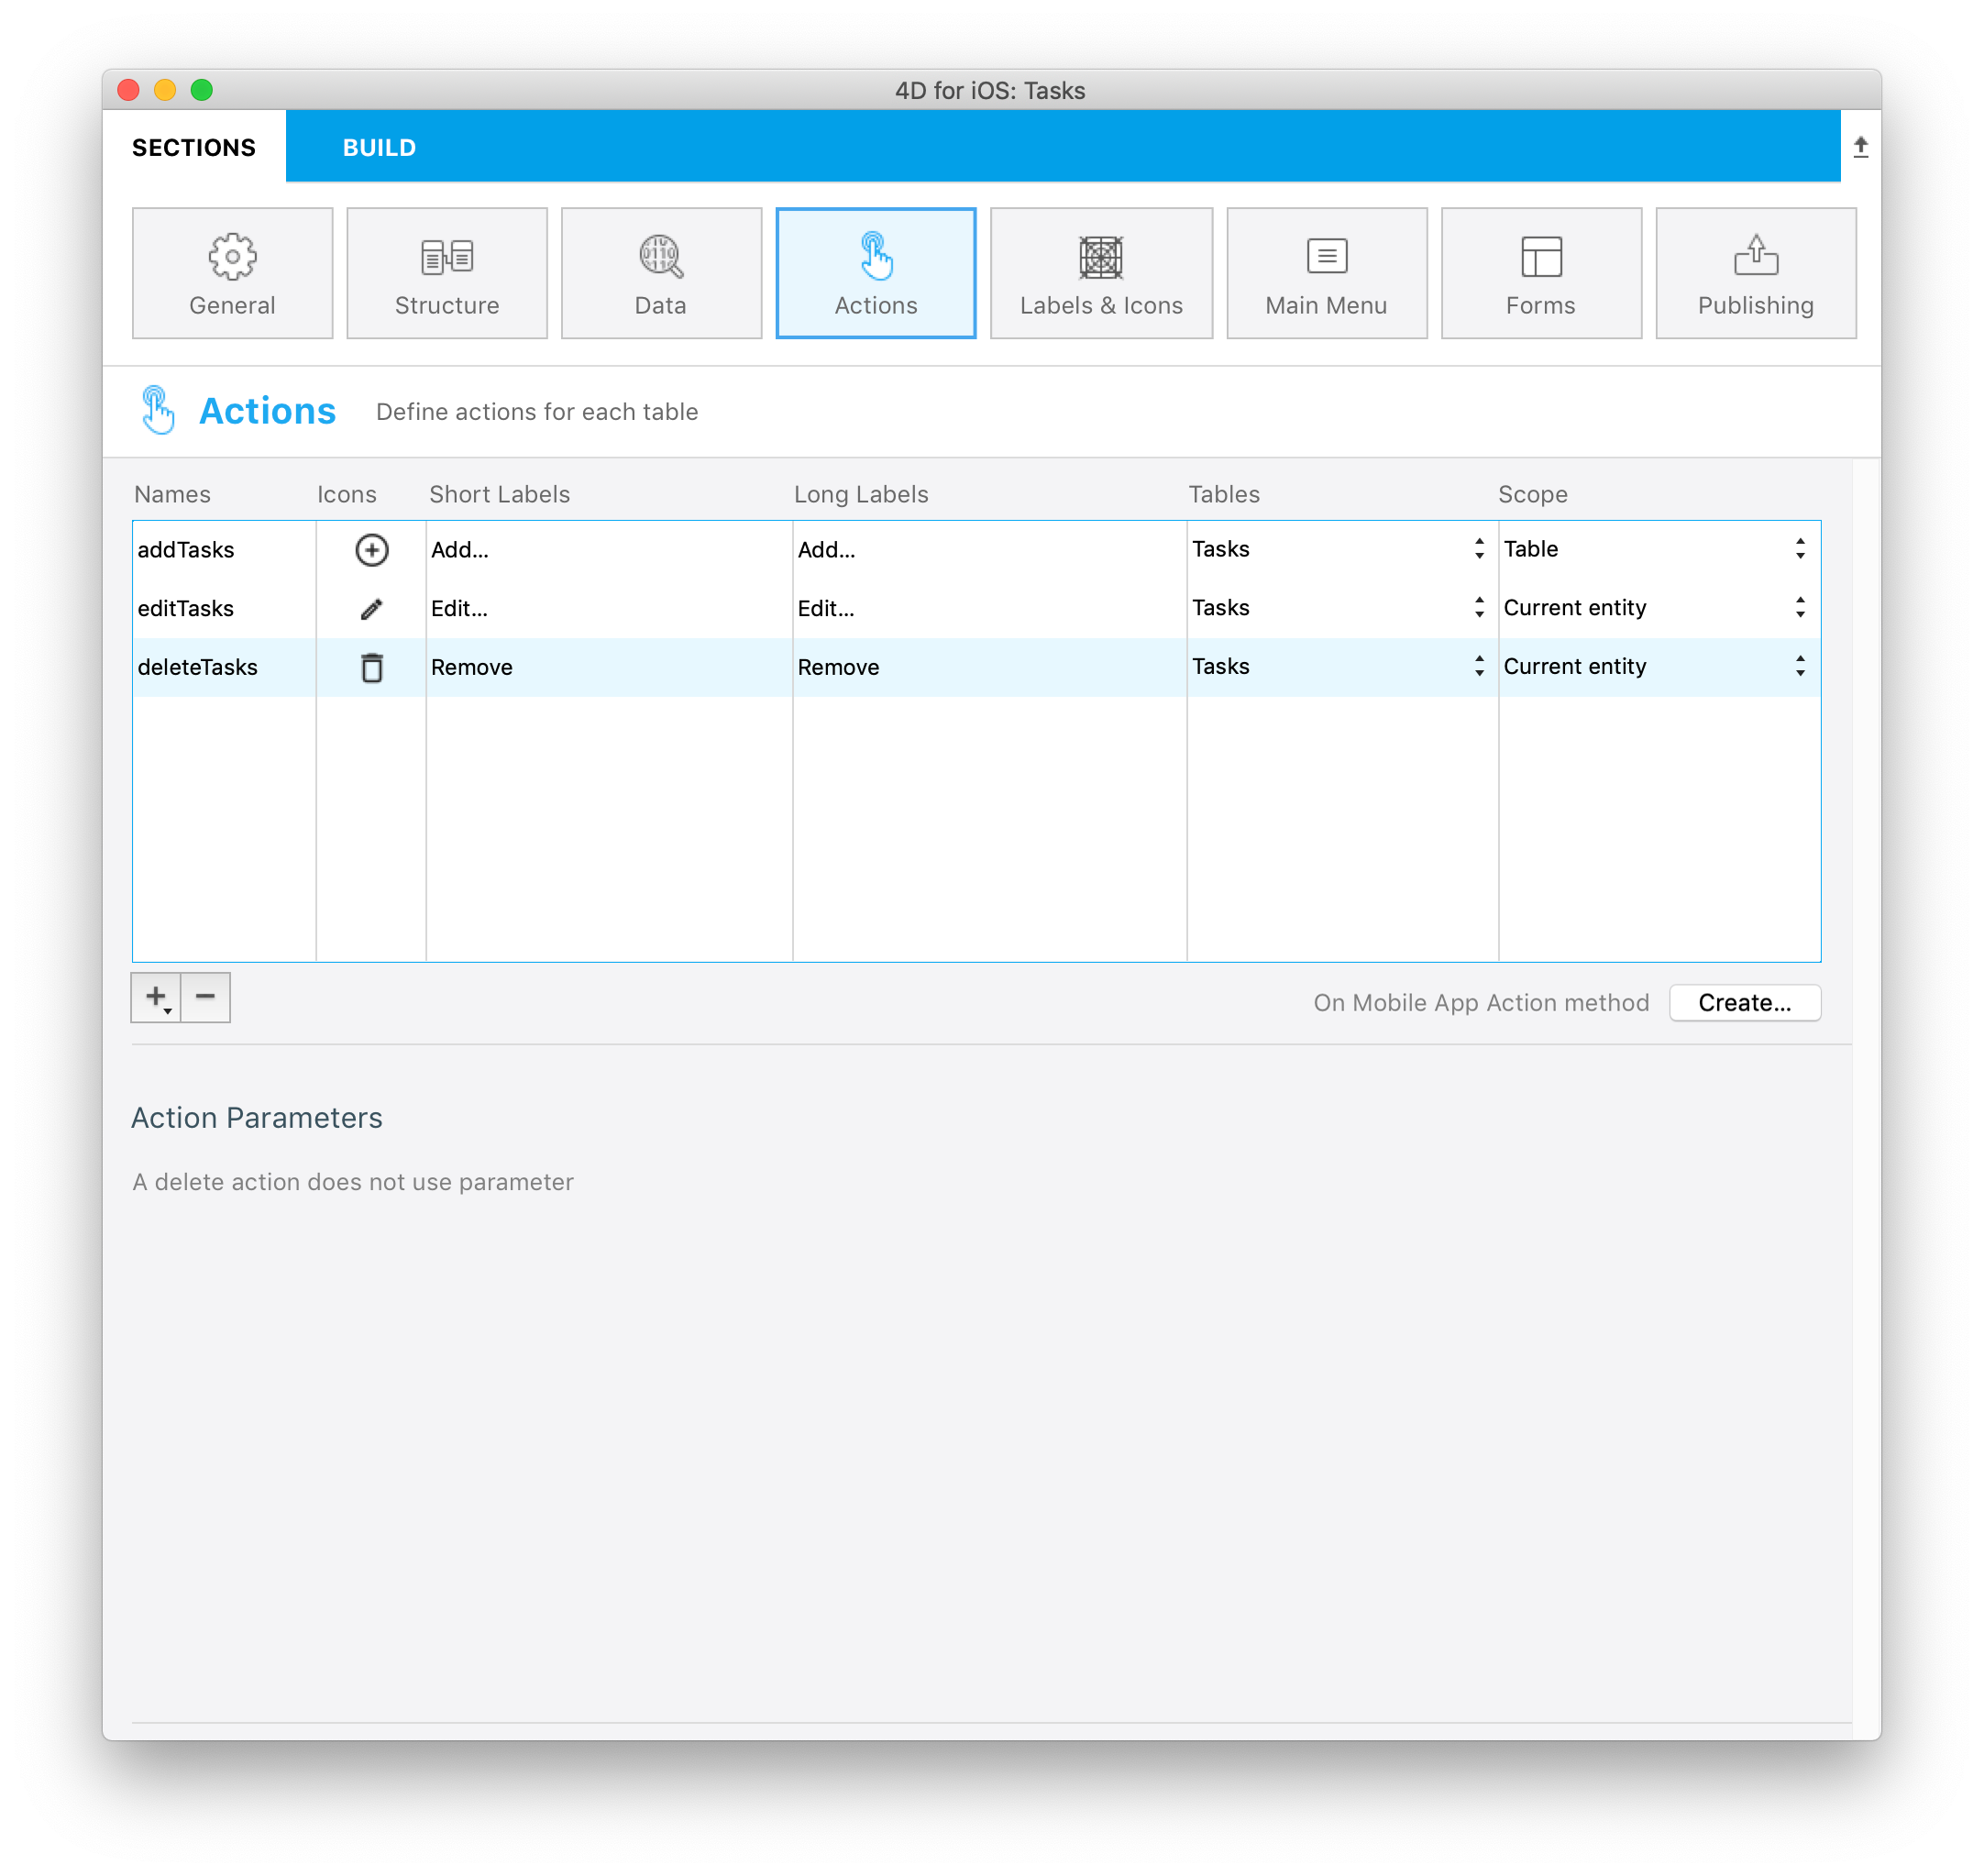 4D for iOS: Tasks
SECTIONS BUILD
General Structure Data Actions Labels & Icons Main Menu Forms Publishing
Actions Define actions for each table
Names Icons Short Labels Long Labels Tables Scope
addTasks Add... Add... Tasks Table
editTasks Edit... Edit... Tasks Current entity
deleteTasks Remove Remove Tasks Current entity
On Mobile App Action method Create...
Action Parameters
A delete action does not use parameter